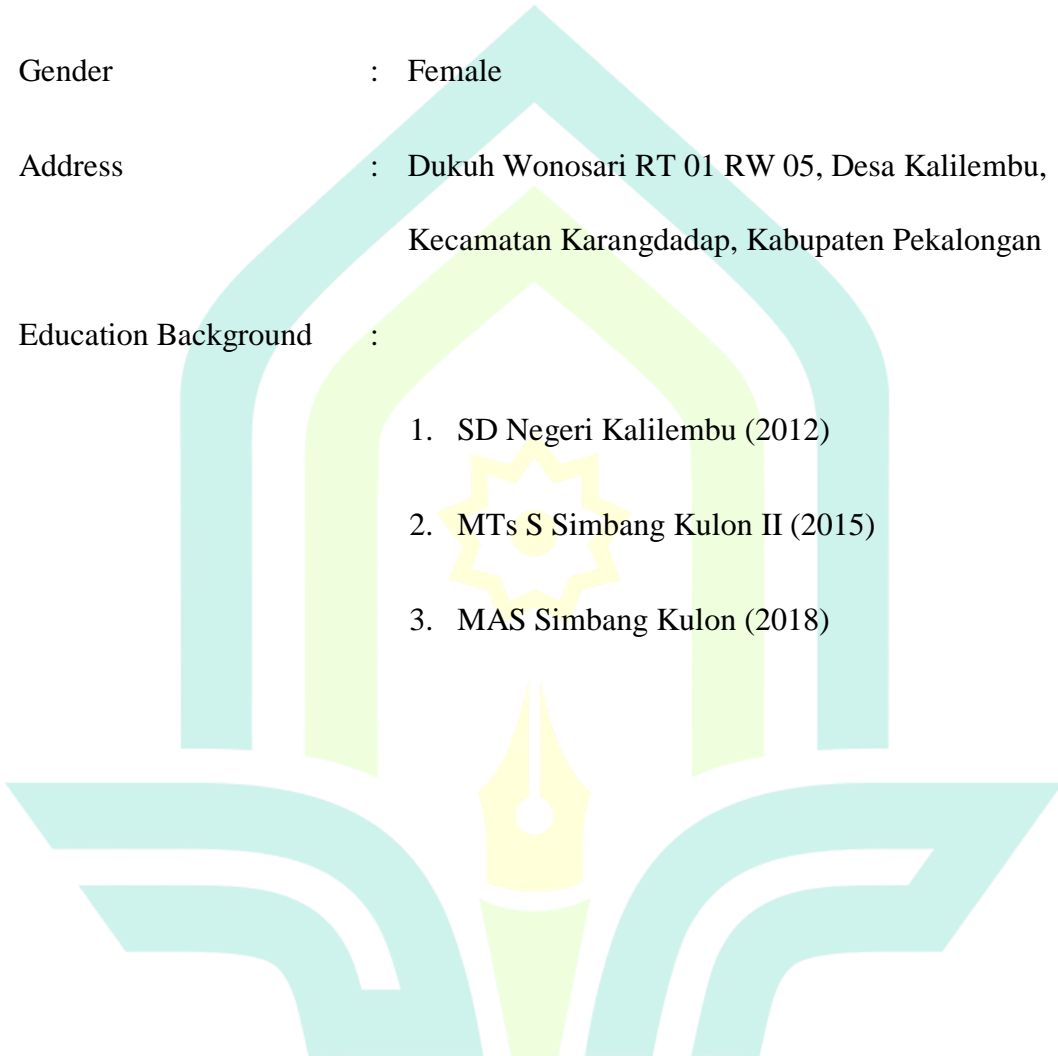 Gender : Female
Address : Dukuh Wonosari RT 01 RW 05, Desa Kalilembu,
Kecamatan Karangdadap, Kabupaten Pekalongan
Education Background :
1. SD Negeri Kalilembu (2012)
2. MTs S Simbang Kulon II (2015)
3. MAS Simbang Kulon (2018)